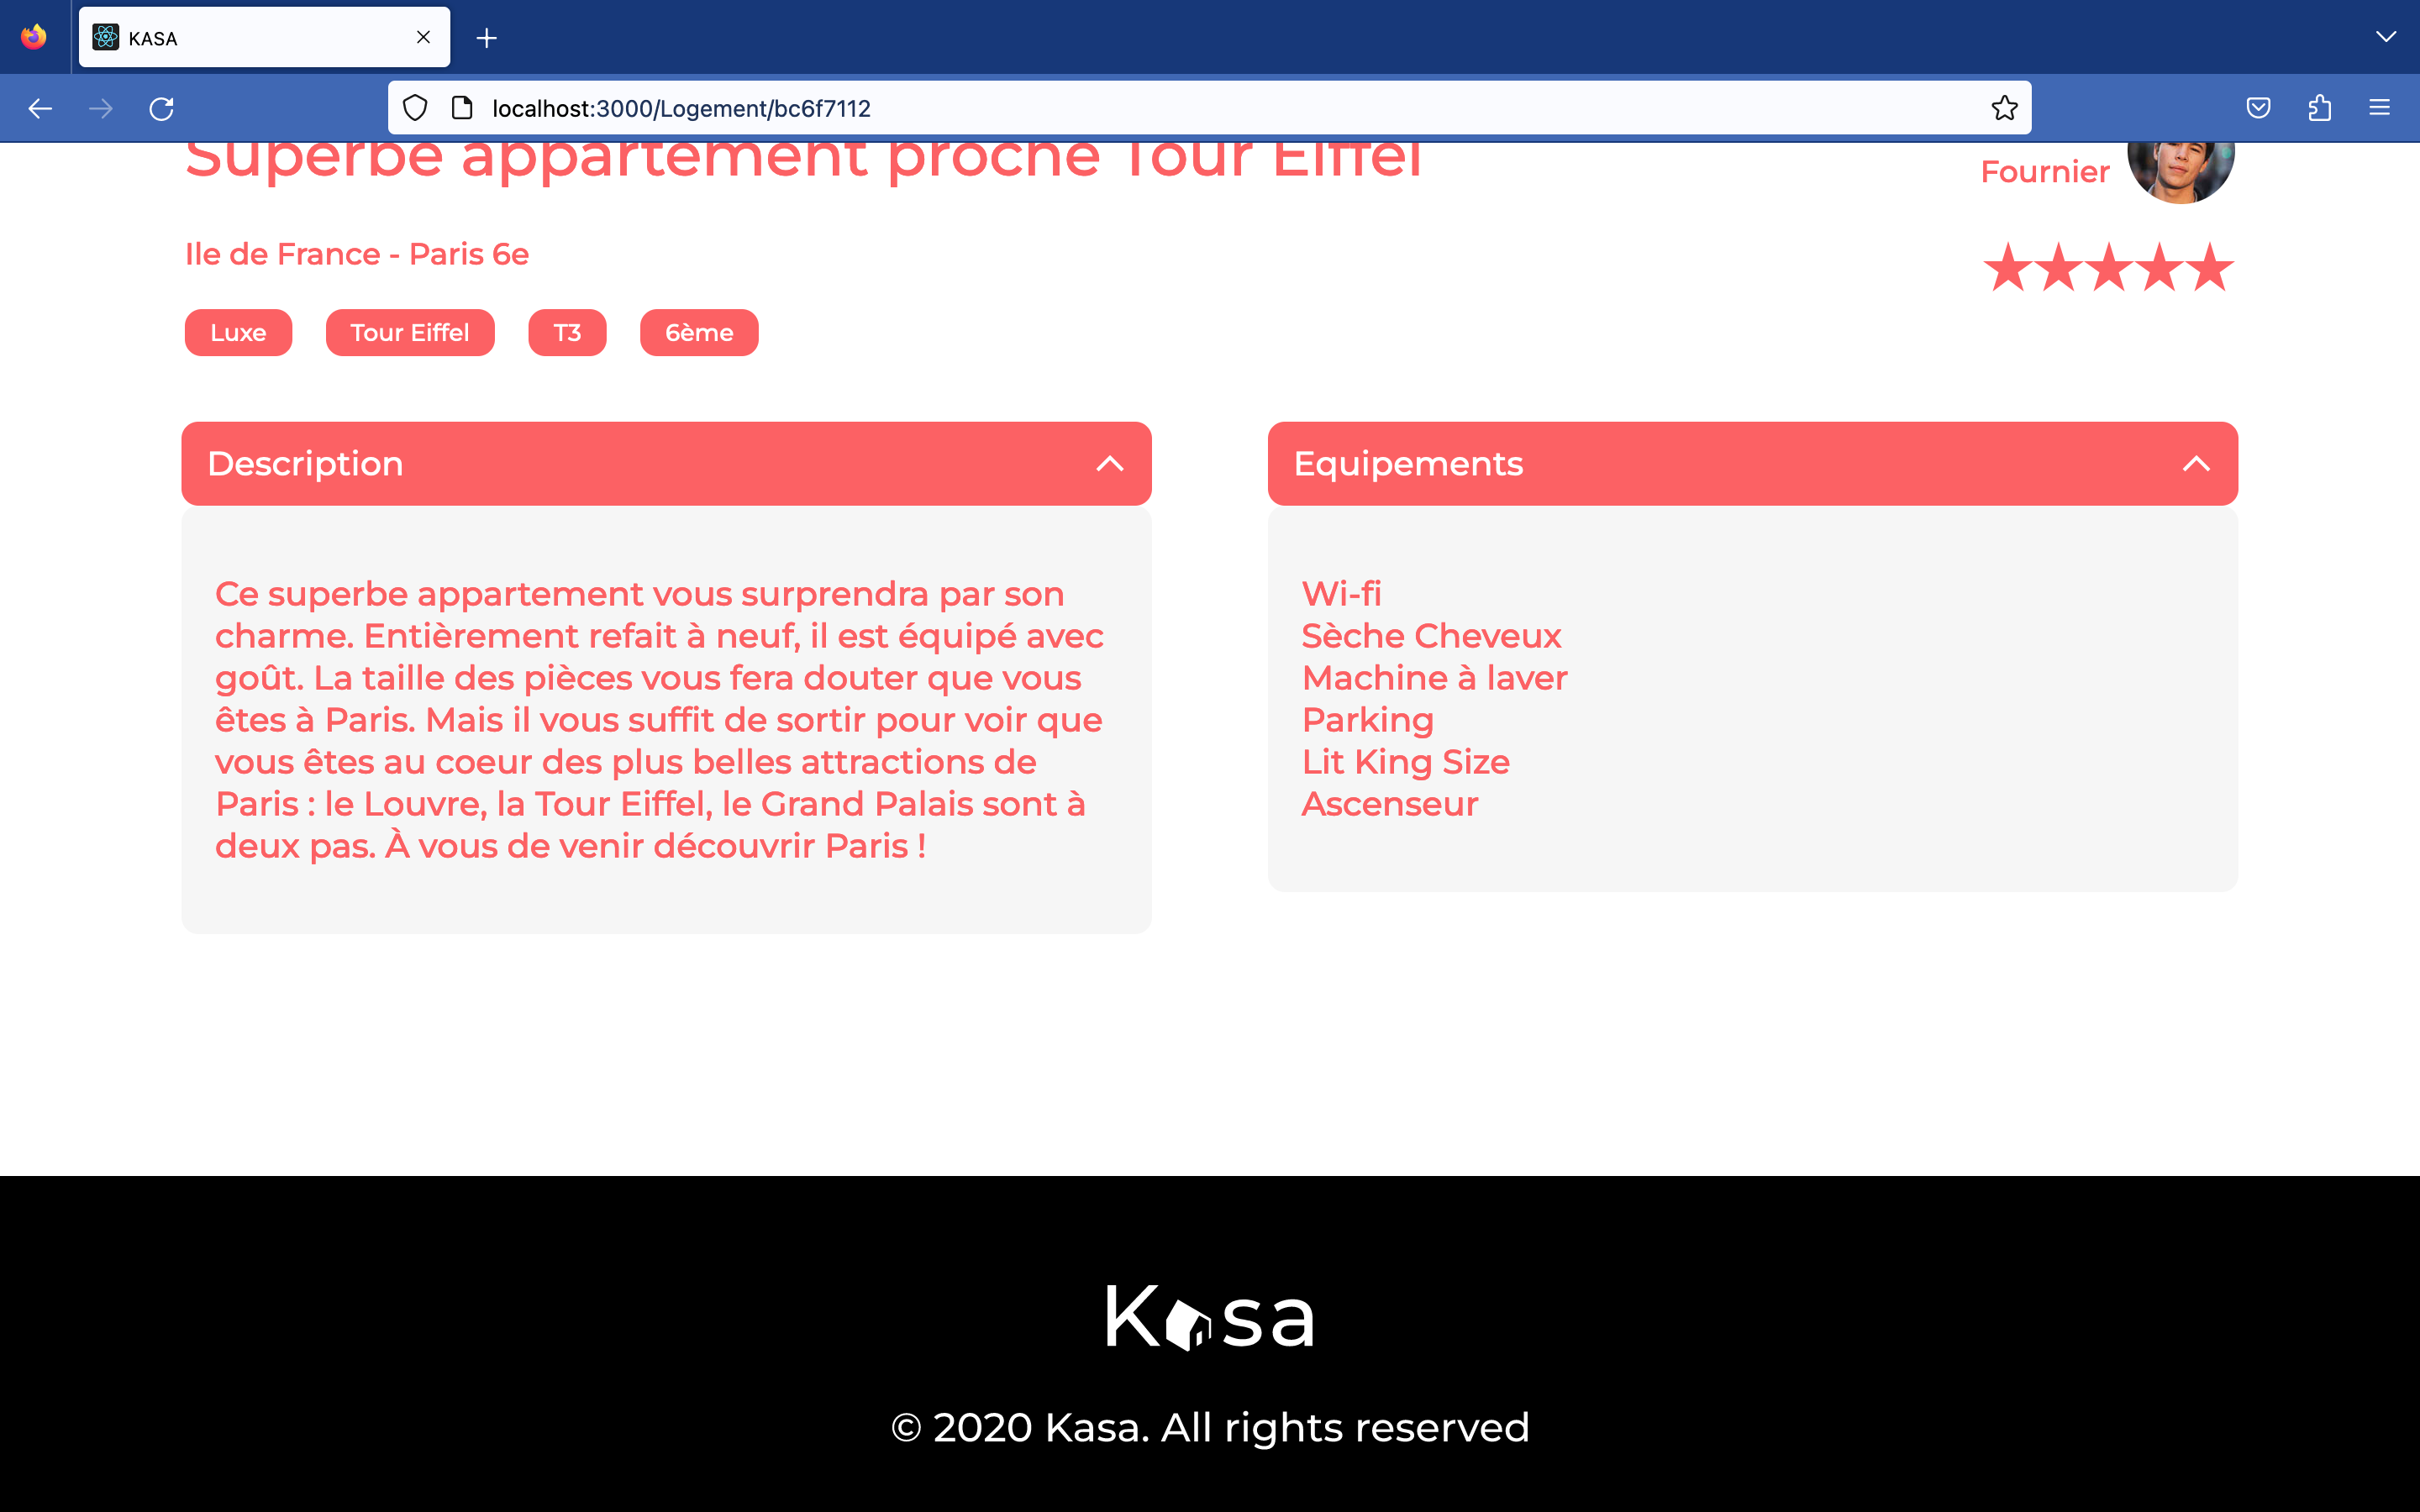 KASA
localhost:3000/Logement/bc6f7112
Superbe appartement proche Tour Eiffel
Fournier
Ile de France - Paris 6e
Luxe
Tour Eiffel
T3
6ème
Description
Ce superbe appartement vous surprendra par son
charme. Entièrement refait à neuf, il est équipé avec
goût. La taille des pièces vous fera douter que vous
êtes à Paris. Mais il vous suffit de sortir pour voir que
vous êtes au coeur des plus belles attractions de
Paris : le Louvre, la Tour Eiffel, le Grand Palais sont à
deux pas. À vous de venir découvrir Paris !
Equipements
Wi-fi
Sèche Cheveux
Machine à laver
Parking
Lit King Size
Ascenseur
Kasa
© 2020 Kasa. All rights reserved